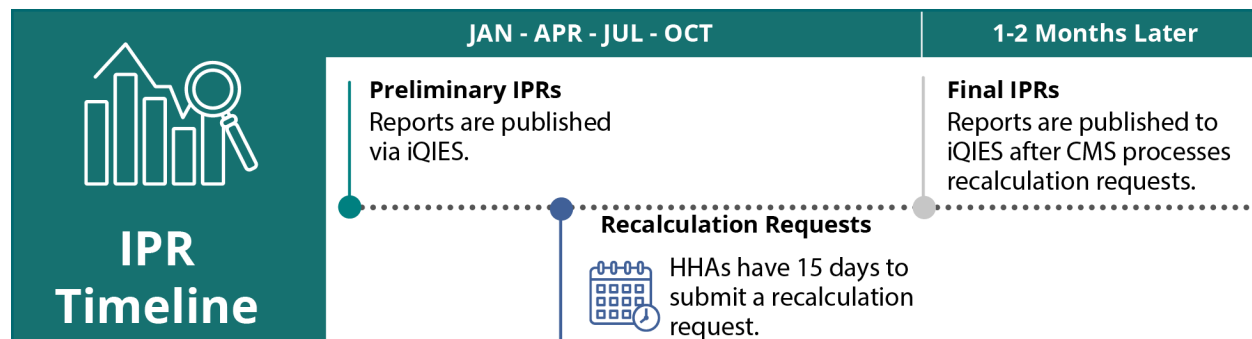 JAN - APR - JUL - OCT
1-2 Months Later
IPR
Timeline
Preliminary IPRs
Reports are published
via iQIES.
Recalculation Requests
HHAs have 15 days to
submit a recalculation
request.
Final IPRs
Reports are published to
iQIES after CMS processes
recalculation requests.